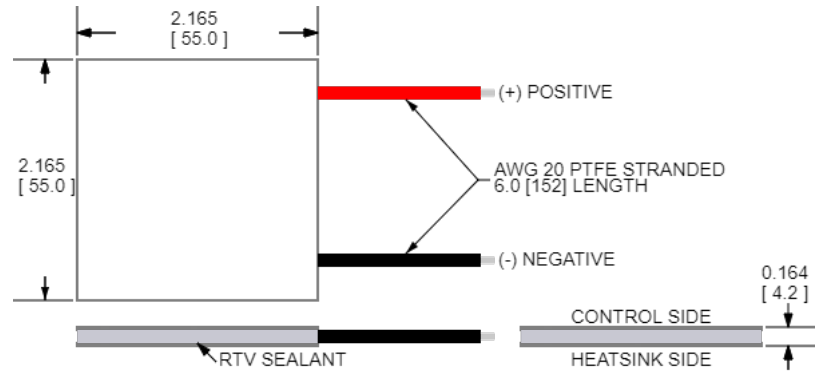 2.165
[ 55.0 ]
(+) POSITIVE
2.165
[ 55.0 ]
AWG 20 PTFE STRANDED
6.0 [152] LENGTH
(-) NEGATIVE
0.164
[ 4.2 ]
CONTROL SIDE
RTV SEALANT
HEATSINK SIDE